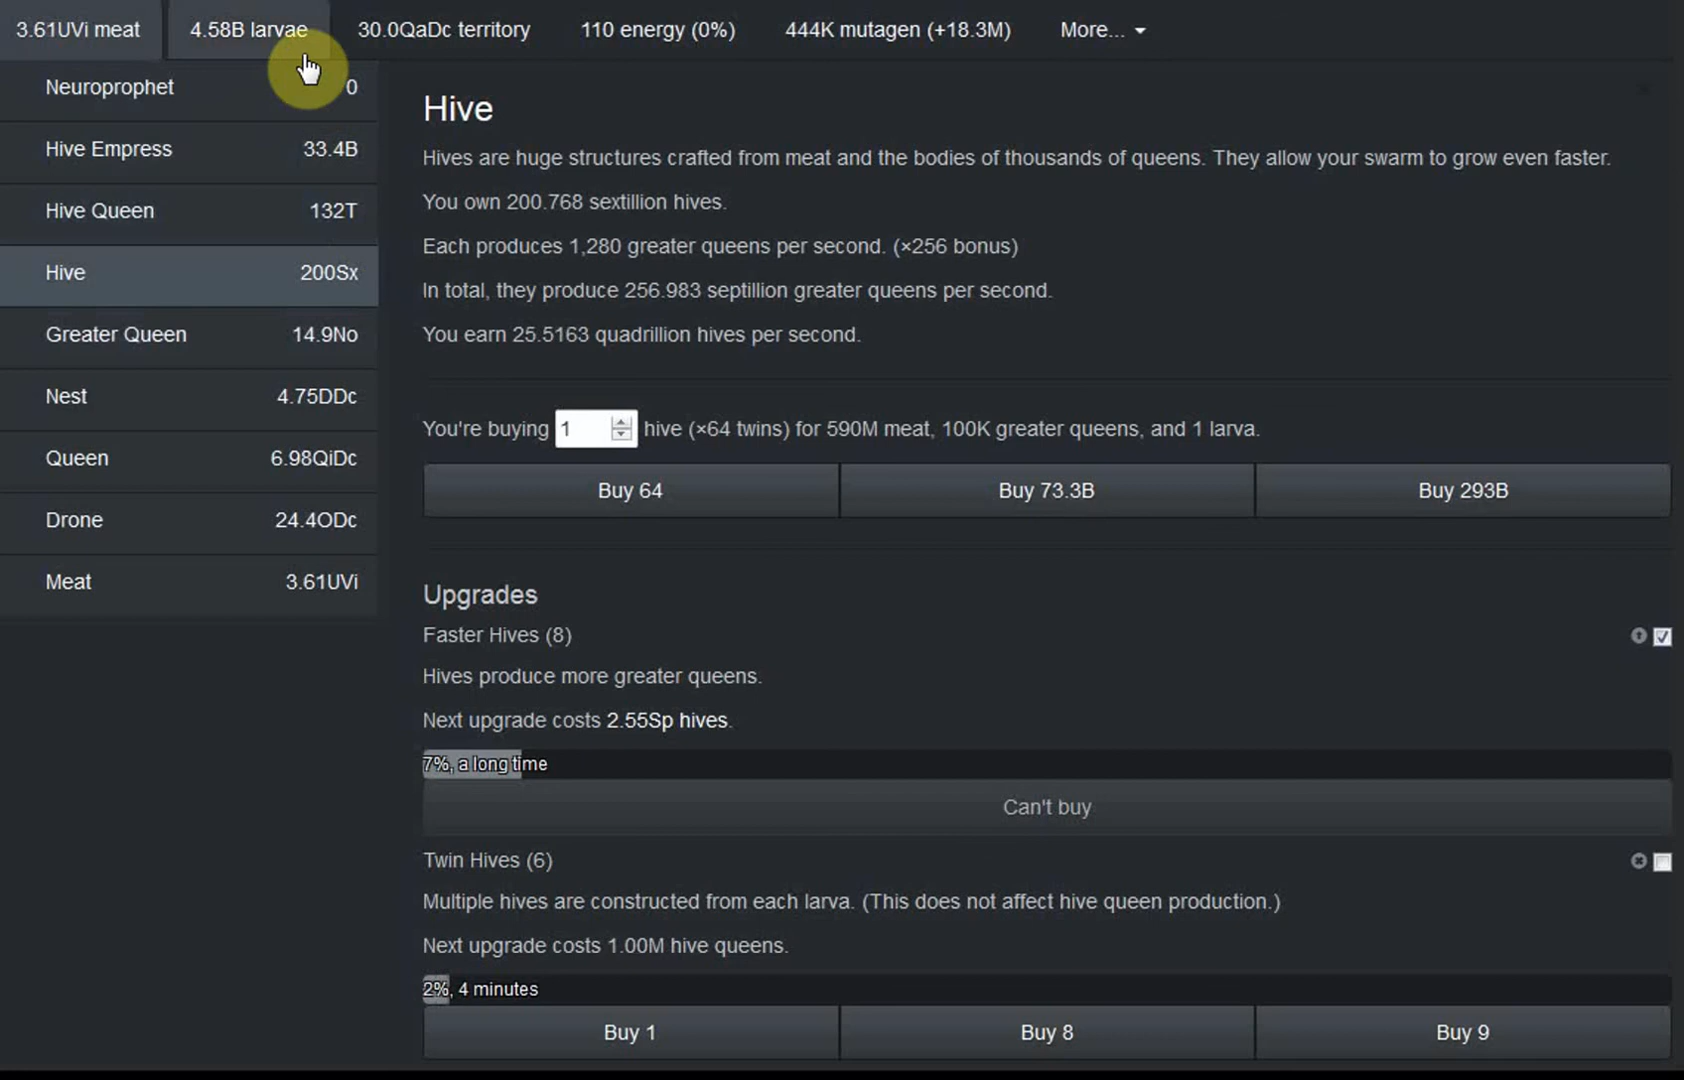 3.61UVi meat 4.58B larvae 30.0QaDc territory 110 energy (0%) 444K mutagen (+18.3M) More...
Neuroprophet 0
Hive Empress 33.4B
Hive Queen 132T
Hive 200Sx
Greater Queen 14.9No
Nest 4.75DDc
Queen 6.98QiDc
Drone 24.4ODc
Meat 3.61UVi
Hive
Hives are huge structures crafted from meat and the bodies of thousands of queens. They allow your swarm to grow even faster.
You own 200.768 sextillion hives.
Each produces 1,280 greater queens per second. (×256 bonus)
In total, they produce 256.983 septillion greater queens per second.
You earn 25.5163 quadrillion hives per second.
You're buying 1 hive (×64 twins) for 590M meat, 100K greater queens, and 1 larva.
Buy 64 Buy 73.3B Buy 293B
Upgrades
Faster Hives (8)
Hives produce more greater queens.
Next upgrade costs 2.55Sp hives.
7%, a long time
Can't buy
Twin Hives (6)
Multiple hives are constructed from each larva. (This does not affect hive queen production.)
Next upgrade costs 1.00M hive queens.
2%, 4 minutes
Buy 1 Buy 8 Buy 9